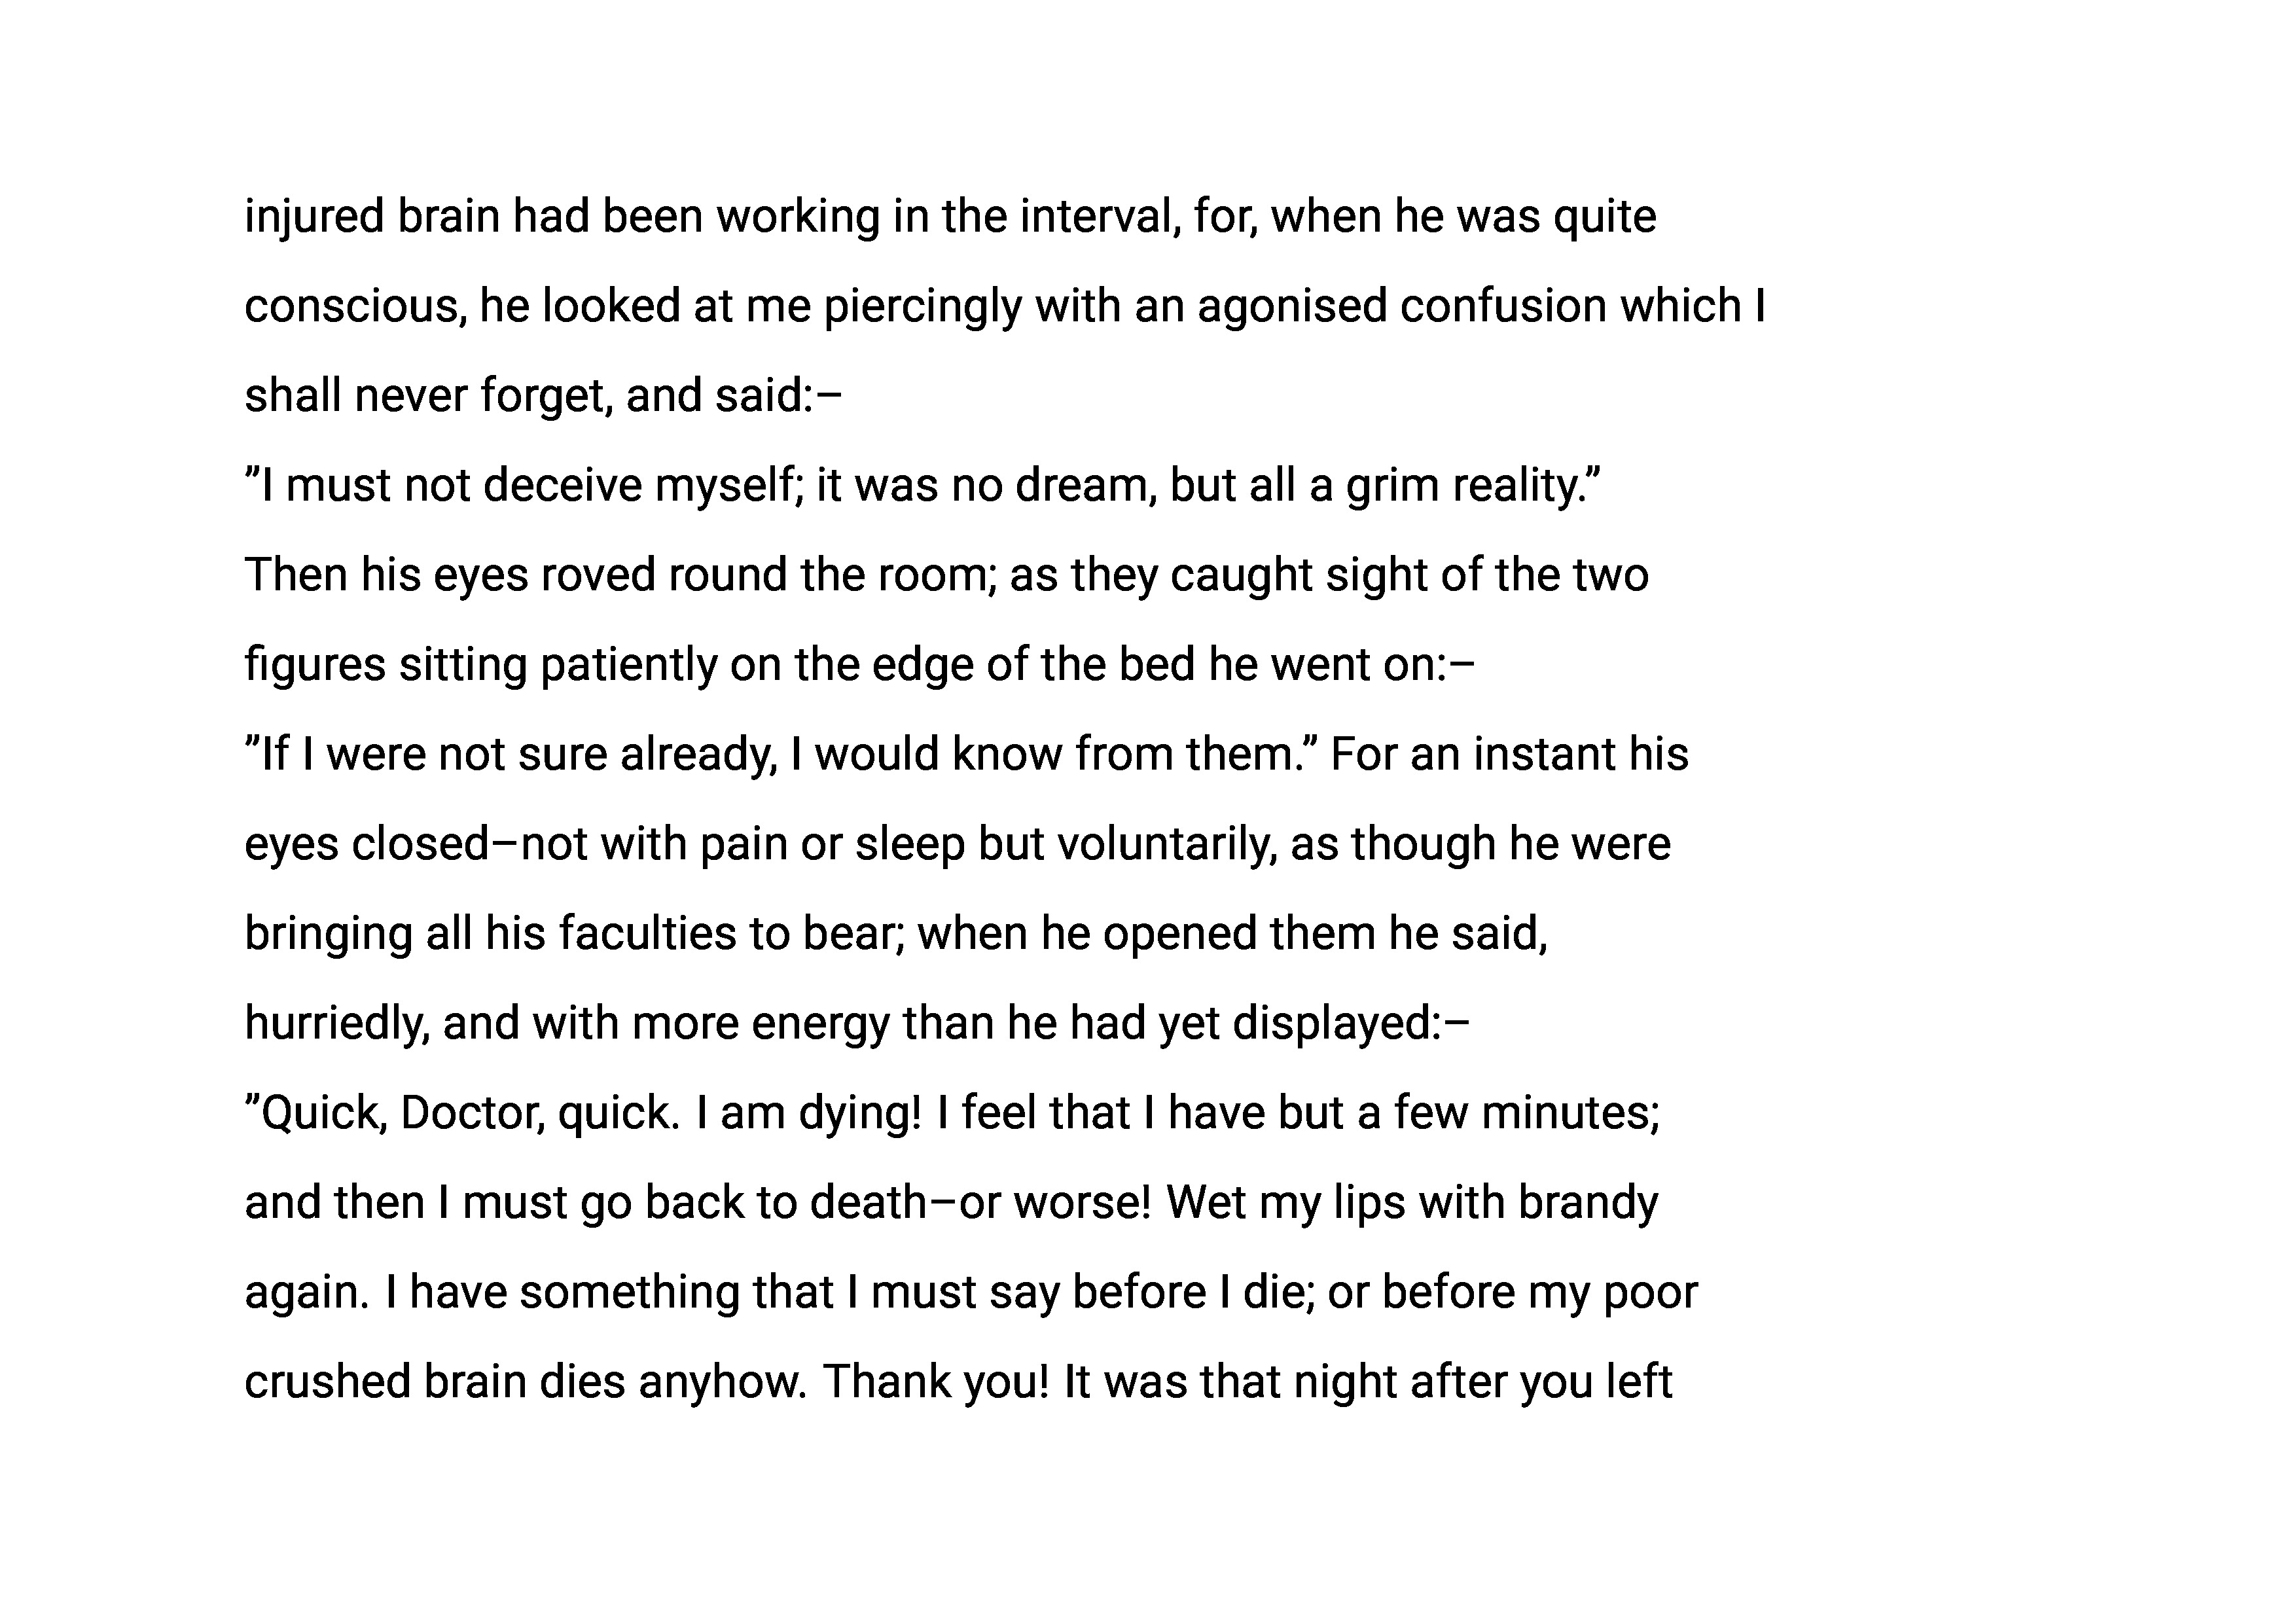 injured brain had been working in the interval, for, when he was quite
conscious, he looked at me piercingly with an agonised confusion which I
shall never forget, and said:–
”I must not deceive myself; it was no dream, but all a grim reality.”
Then his eyes roved round the room; as they caught sight of the two
figures sitting patiently on the edge of the bed he went on:–
”If I were not sure already, I would know from them.” For an instant his
eyes closed–not with pain or sleep but voluntarily, as though he were
bringing all his faculties to bear; when he opened them he said,
hurriedly, and with more energy than he had yet displayed:–
”Quick, Doctor, quick. I am dying! I feel that I have but a few minutes;
and then I must go back to death–or worse! Wet my lips with brandy
again. I have something that I must say before I die; or before my poor
crushed brain dies anyhow. Thank you! It was that night after you left